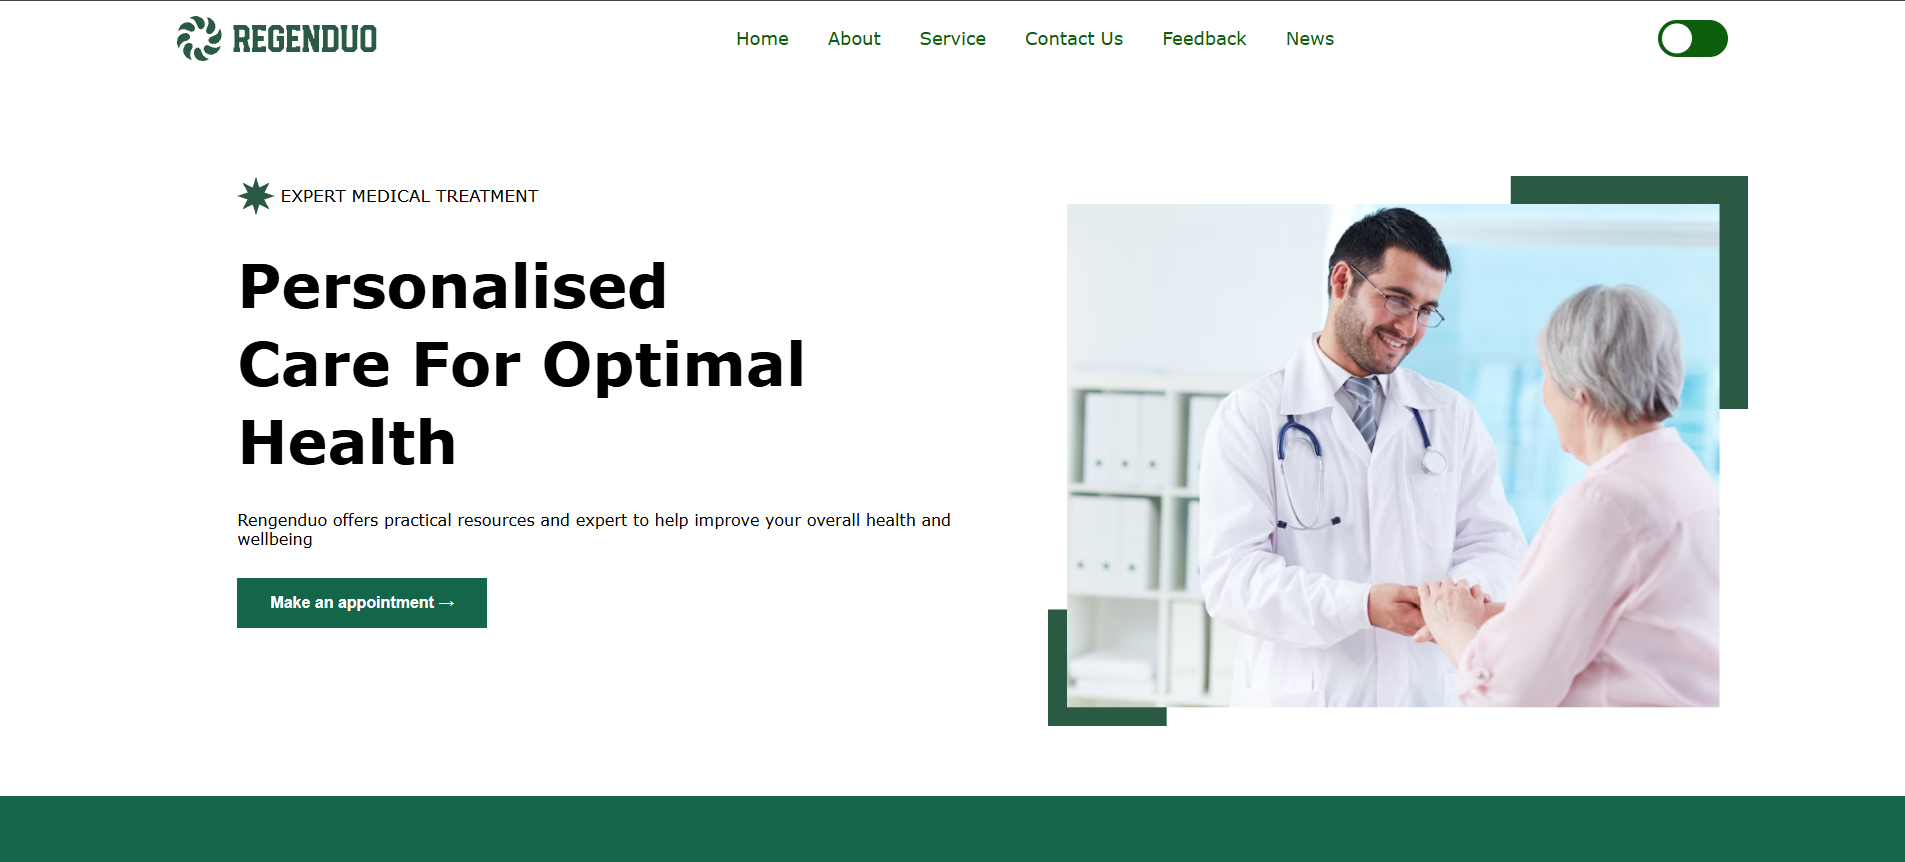 REGENDUO
Home About Service Contact Us Feedback News
EXPERT MEDICAL TREATMENT
Personalised
Care For Optimal
Health
Rengenduo offers practical resources and expert to help improve your overall health and
wellbeing
Make an appointment →